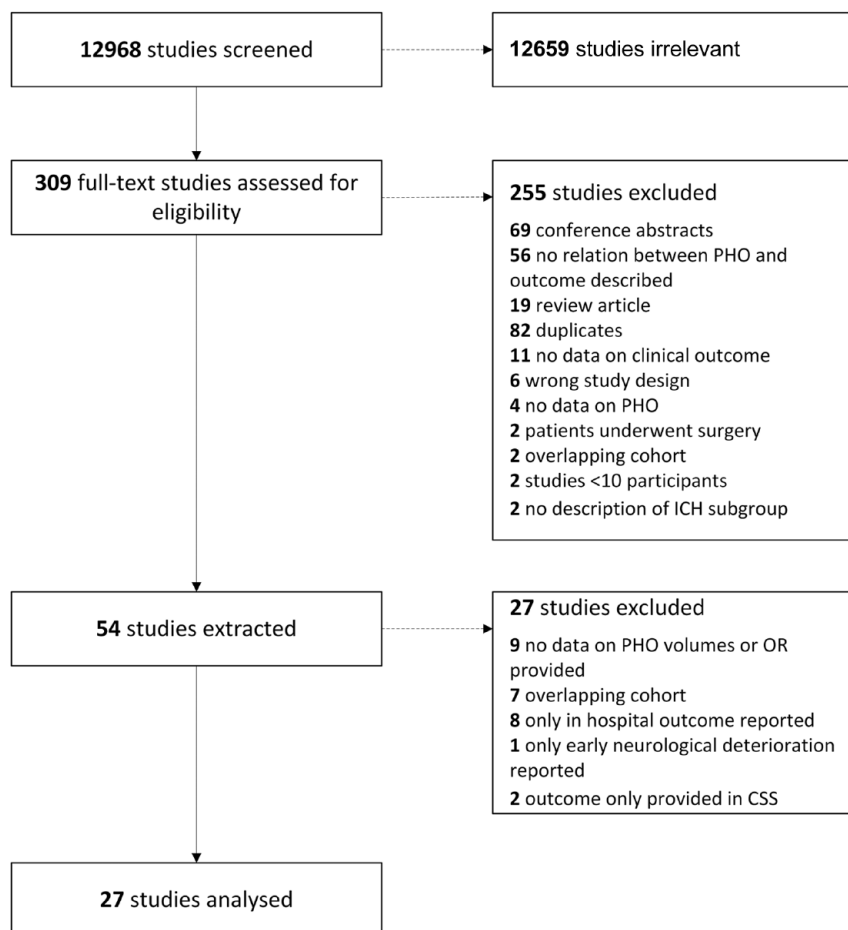 12968 studies screened
12659 studies irrelevant
309 full-text studies assessed for
eligibility
255 studies excluded
69 conference abstracts
56 no relation between PHO and
outcome described
19 review article
82 duplicates
11 no data on clinical outcome
6 wrong study design
4 no data on PHO
2 patients underwent surgery
2 overlapping cohort
2 studies <10 participants
2 no description of ICH subgroup
54 studies extracted
27 studies excluded
9 no data on PHO volumes or OR
provided
7 overlapping cohort
8 only in hospital outcome reported
1 only early neurological deterioration
reported
2 outcome only provided in CSS
27 studies analysed